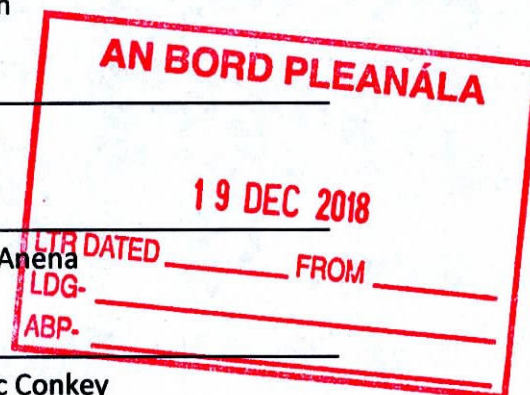 AN BORD PLEANÁLA
19 DEC 2018
LTR DATED FROM
Anena
LDG-
ABP-
c Conkey